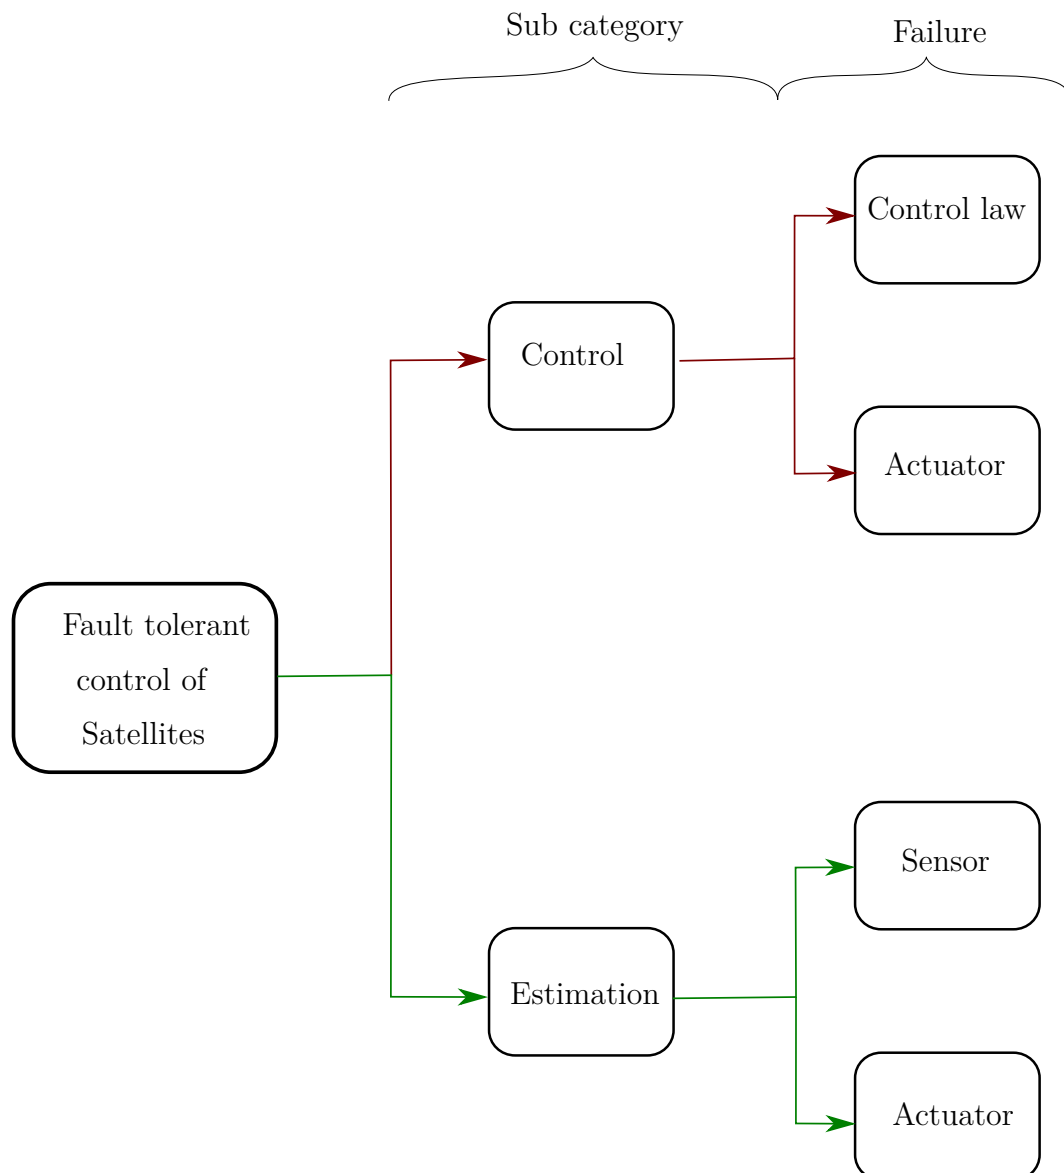 Sub category
Failure
Control law
Control
Actuator
Fault tolerant
control of
Satellites
Sensor
Estimation
Actuator